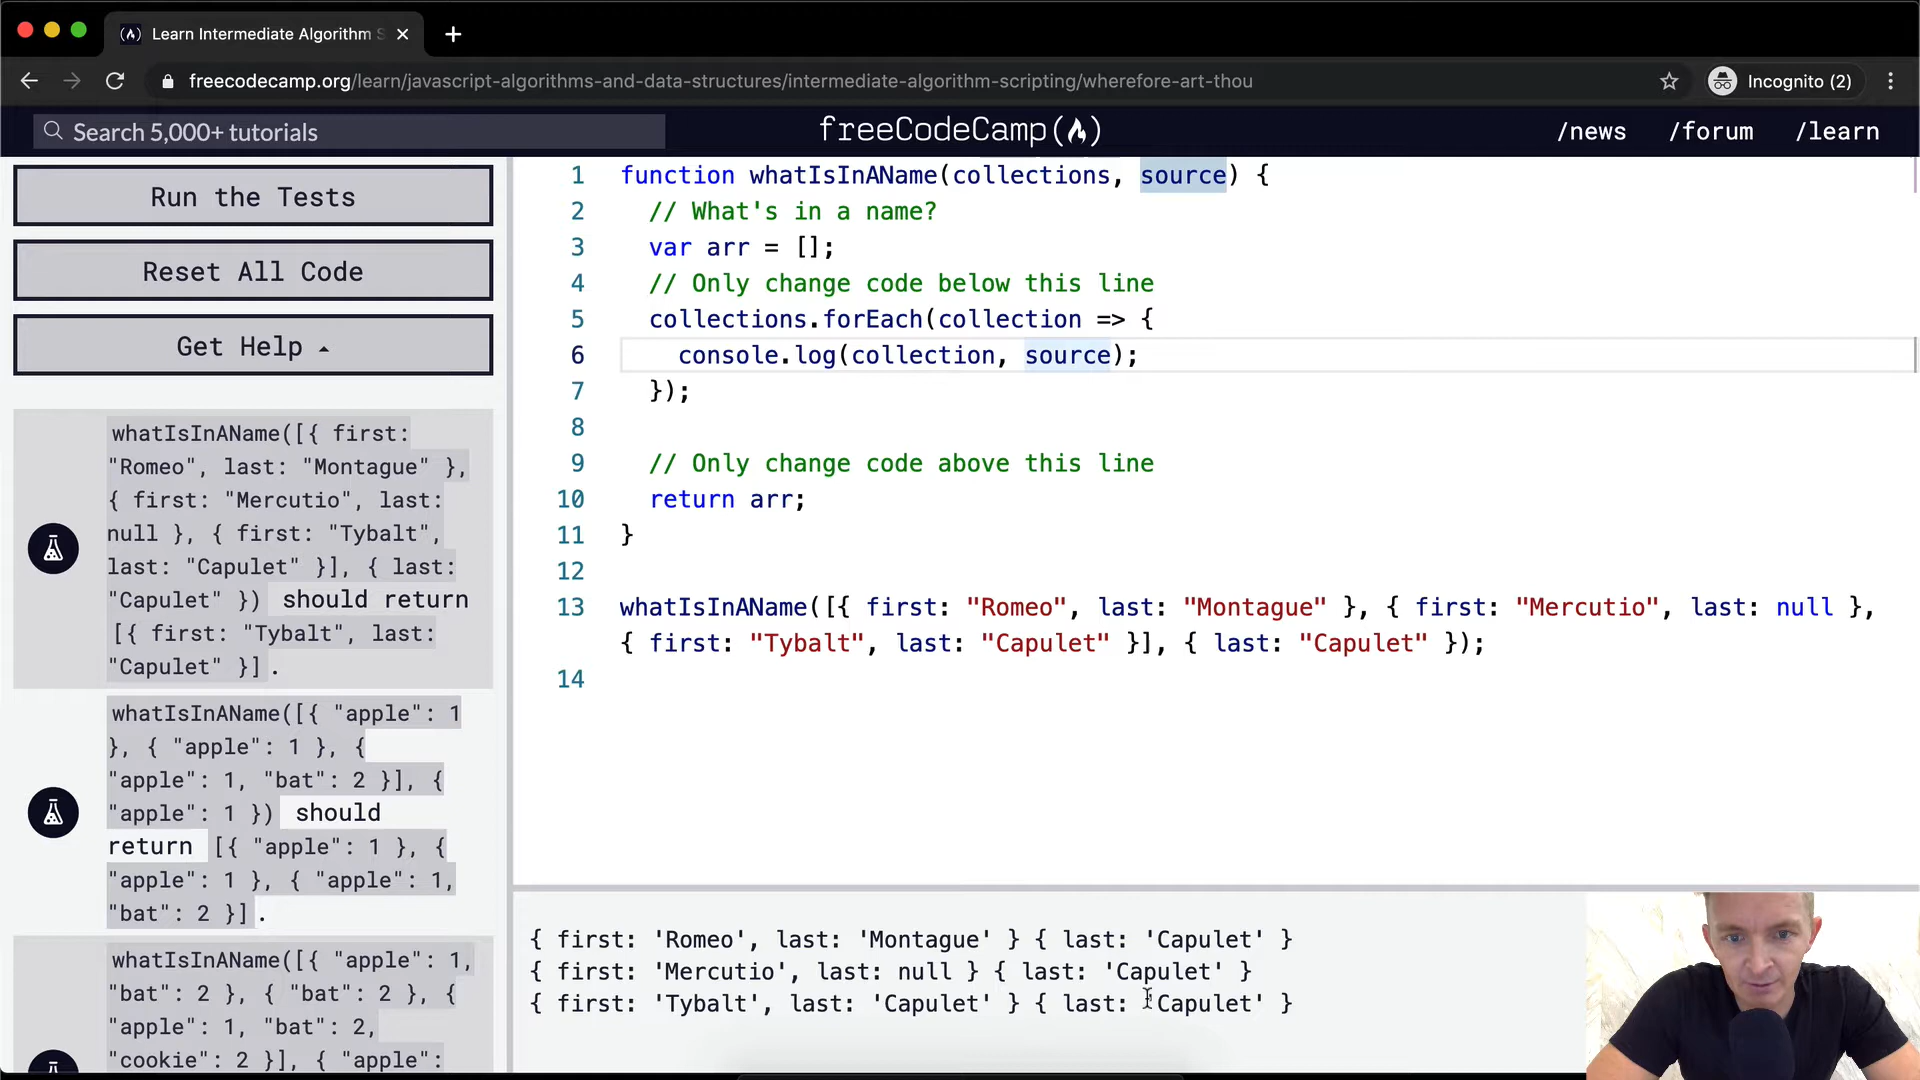 Learn Intermediate Algorithm S
freecodecamp.org/learn/javascript-algorithms-and-data-structures/intermediate-algorithm-scripting/wherefore-art-thou
Incognito (2)
Search 5,000+ tutorials
freeCodeCamp
/news /forum /learn
Run the Tests
Reset All Code
Get Help
whatIsInAName([{ first:
"Romeo", last: "Montague" },
{ first: "Mercutio", last:
null }, { first: "Tybalt",
last: "Capulet" }], { last:
"Capulet" }) should return
[{ first: "Tybalt", last:
"Capulet" }].
whatIsInAName([{ "apple": 1
}, { "apple": 1 }, {
"apple": 1, "bat": 2 }], {
"apple": 1 }) should
return [{ "apple": 1 }, {
"apple": 1 }, { "apple": 1,
"bat": 2 }].
whatIsInAName([{ "apple": 1,
"bat": 2 }, { "bat": 2 }, {
"apple": 1, "bat": 2,
"cookie": 2 }], { "apple":
1 function whatIsInAName(collections, source) {
2 // What's in a name?
3 var arr = [];
4 // Only change code below this line
5 collections.forEach(collection => {
6 console.log(collection, source);
7 });
8
9 // Only change code above this line
10 return arr;
11 }
12
13 whatIsInAName([{ first: "Romeo", last: "Montague" }, { first: "Mercutio", last: null },
{ first: "Tybalt", last: "Capulet" }], { last: "Capulet" });
14
{ first: 'Romeo', last: 'Montague' } { last: 'Capulet' }
{ first: 'Mercutio', last: null } { last: 'Capulet' }
{ first: 'Tybalt', last: 'Capulet' } { last: 'Capulet' }